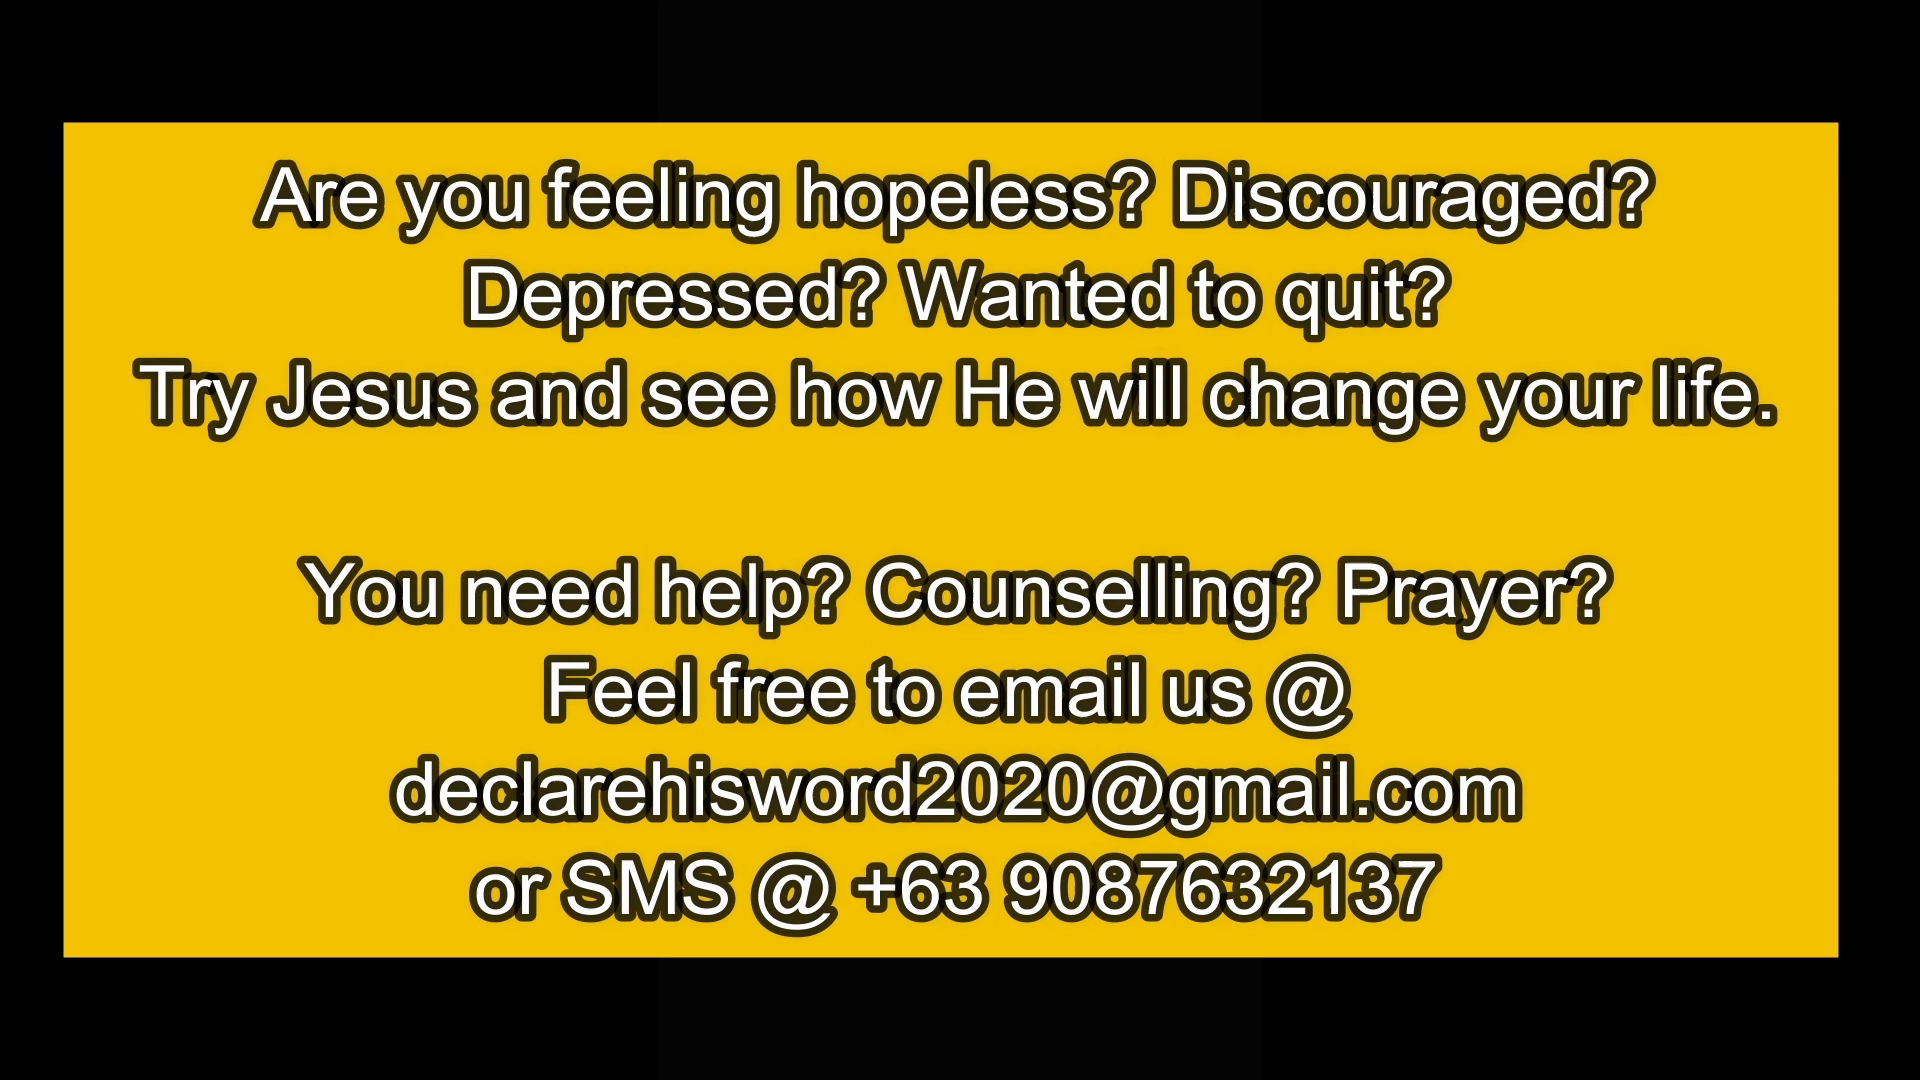 Are you feeling hopeless? Discouraged?
Depressed? Wanted to quit?
Try Jesus and see how He will change your life.
You need help? Counselling? Prayer?
Feel free to email us @
declarehisword2020@gmail.com
or SMS @ +63 9087632137